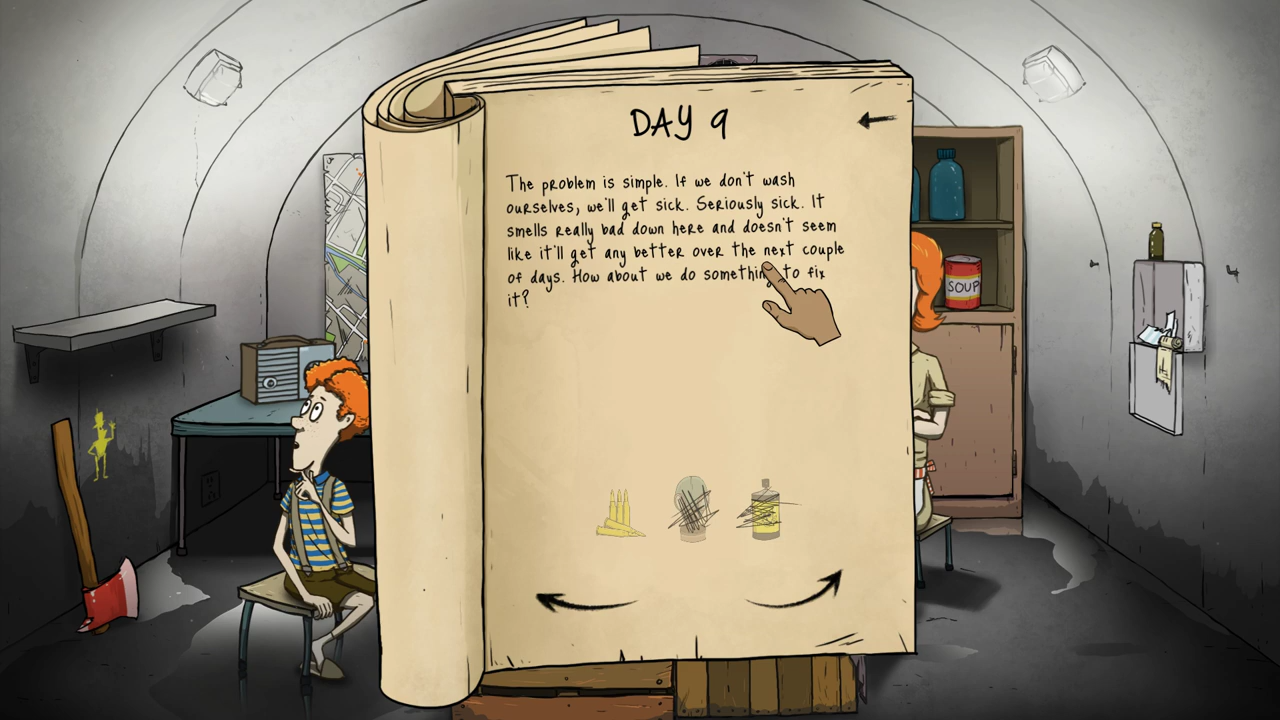 DAY 9
The problem is simple. If we don't wash
ourselves, we'll get sick. Seriously sick. It
smells really bad down here and doesn't seem
like it'll get any better over the next couple
of days. How about we do something to fix
it?
SOUP